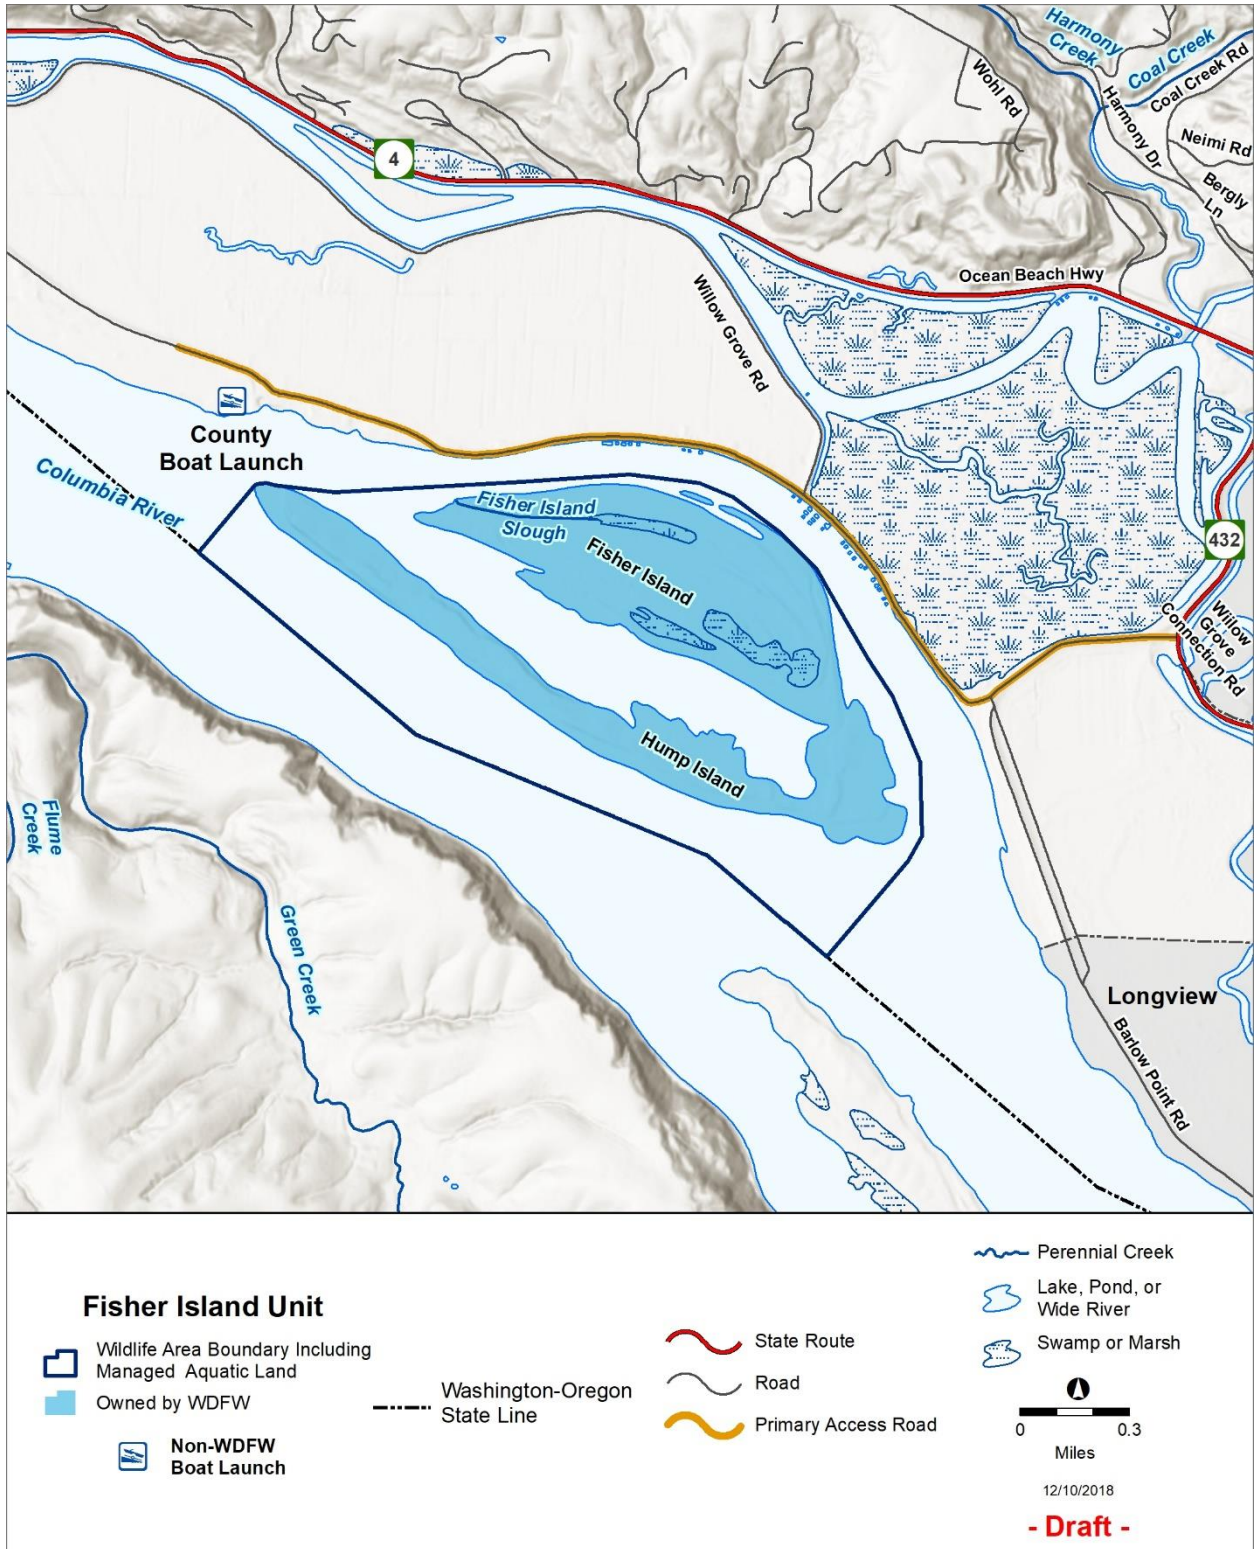 Harmony
Creek
Coal Creek
Coal Creek Rd
Wohl Rd
Harmony Dr
Neimi Rd
Bergly
Ln
4
Ocean Beach Hwy
Willow Grove Rd
County
Boat Launch
Columbia River
Fisher Island
Slough
Fisher Island
432
Willow
Grove
Connection Rd
Hump Island
Flume
Creek
Green Creek
Longview
Barlow Point Rd
Fisher Island Unit
Wildlife Area Boundary Including
Managed Aquatic Land
Owned by WDFW
Non-WDFW
Boat Launch
Washington-Oregon
State Line
State Route
Road
Primary Access Road
Perennial Creek
Lake, Pond, or
Wide River
Swamp or Marsh
0 0.3
Miles
12/10/2018
- Draft -